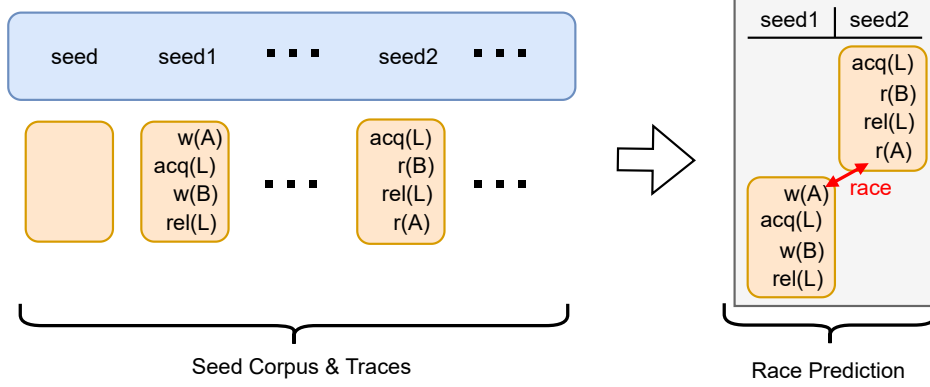 seed
seed1
seed2
w(A)
acq(L)
w(B)
rel(L)
acq(L)
r(B)
rel(L)
r(A)
Seed Corpus & Traces
seed1
seed2
acq(L)
r(B)
rel(L)
r(A)
race
w(A)
acq(L)
w(B)
rel(L)
Race Prediction